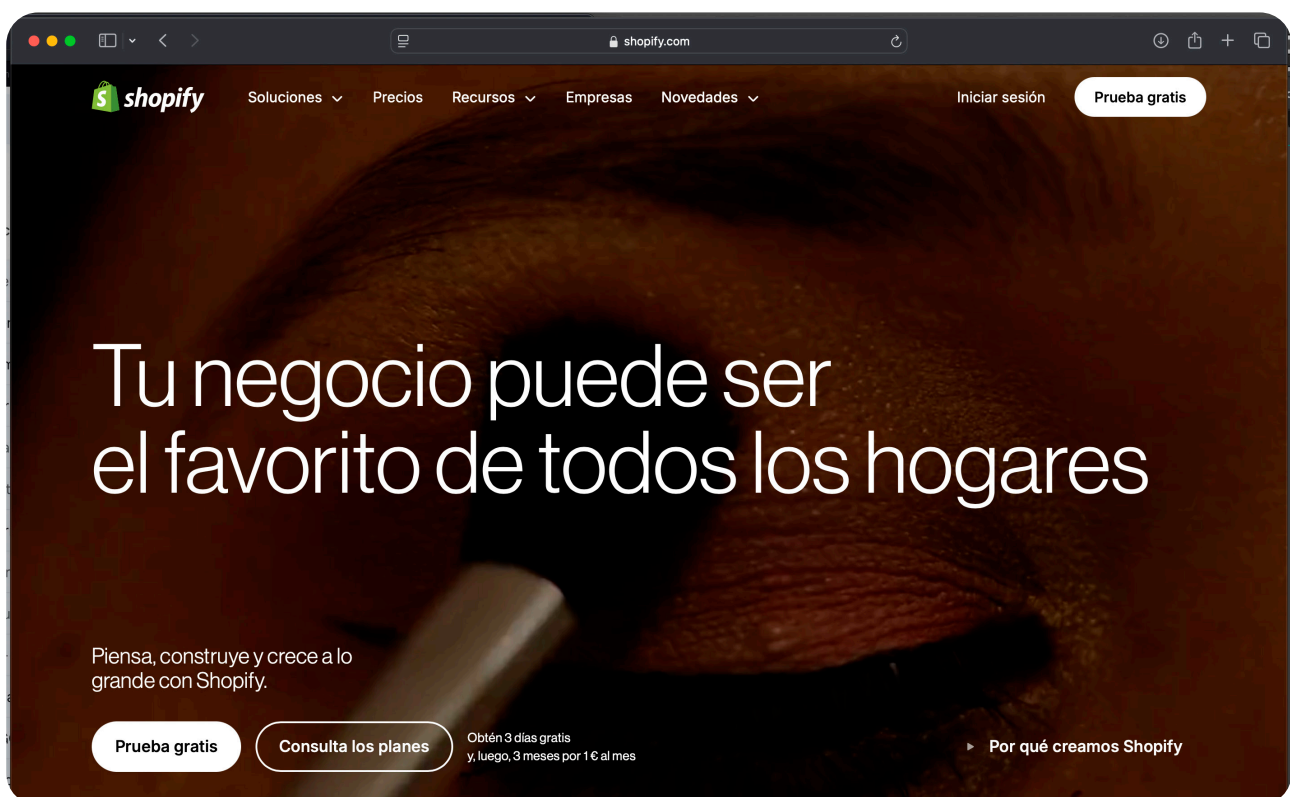 shopify.com
shopify
Soluciones
Precios
Recursos
Empresas
Novedades
Iniciar sesión
Prueba gratis
Tu negocio puede ser
el favorito de todos los hogares
Piensa, construye y crece a lo
grande con Shopify.
Prueba gratis
Consulta los planes
Obtén 3 días gratis
y, luego, 3 meses por 1 € al mes
Por qué creamos Shopify